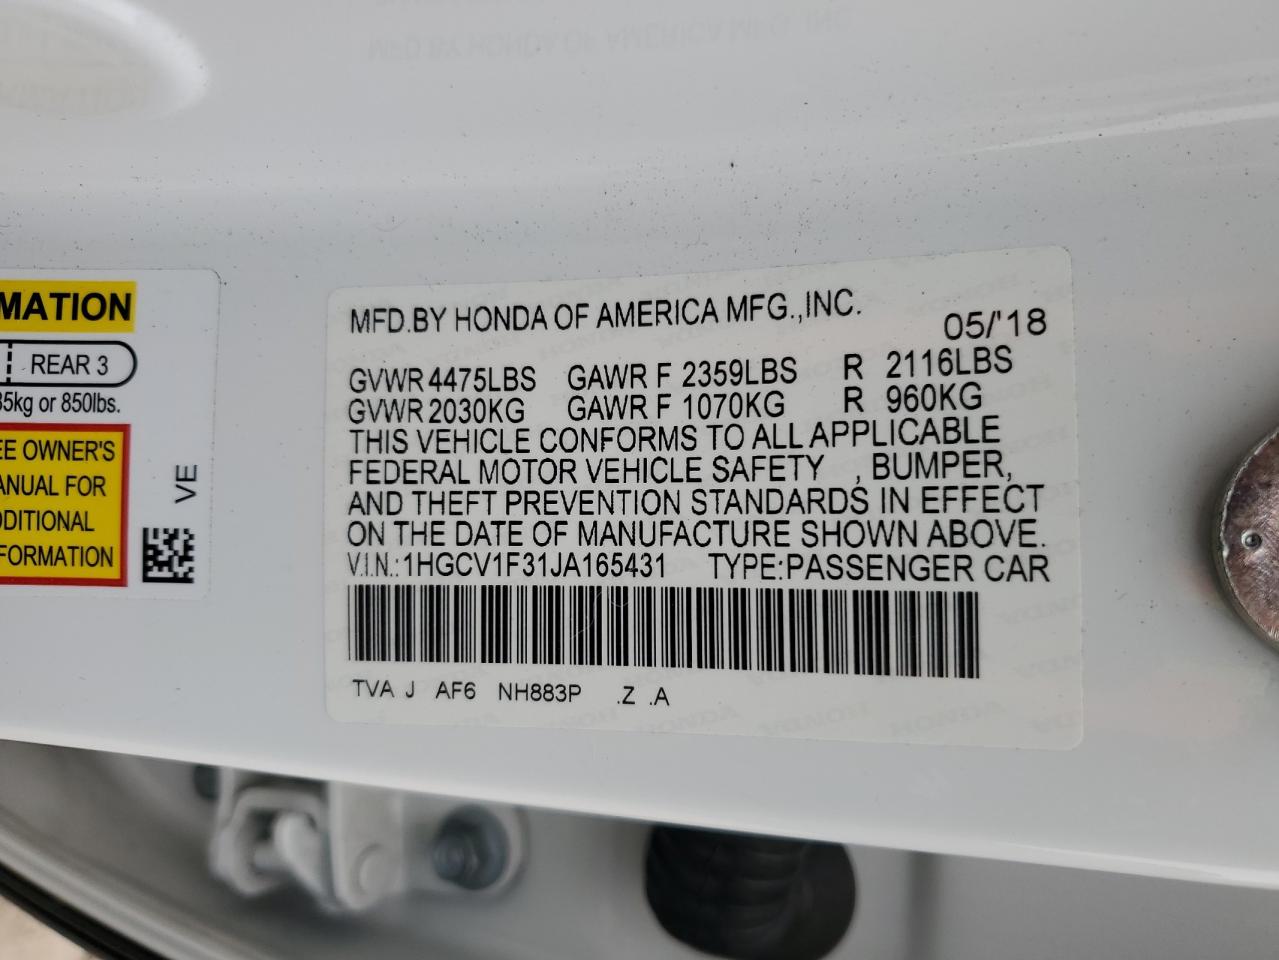 MATION
REAR 3
35kg or 850lbs.
EE OWNER'S
ANUAL FOR
DDITIONAL
FORMATION
VE
MFD.BY HONDA OF AMERICA MFG.,INC.
05/'18
GVWR 4475LBS GAWR F 2359LBS R 2116LBS
GVWR 2030KG GAWR F 1070KG R 960KG
THIS VEHICLE CONFORMS TO ALL APPLICABLE
FEDERAL MOTOR VEHICLE SAFETY , BUMPER,
AND THEFT PREVENTION STANDARDS IN EFFECT
ON THE DATE OF MANUFACTURE SHOWN ABOVE.
V.I.N.:1HGCV1F31JA165431 TYPE:PASSENGER CAR
TVA J AF6 NH883P .Z .A